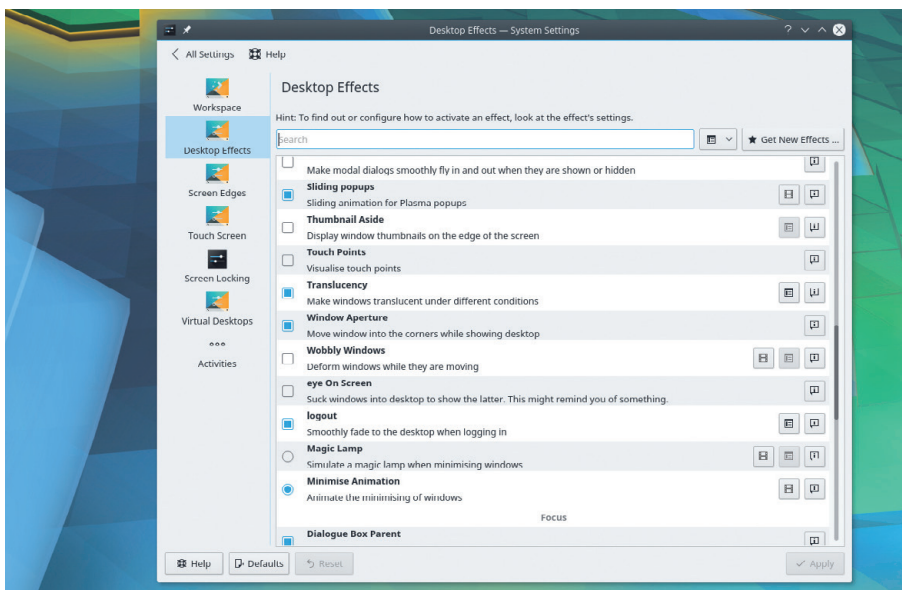 Desktop Effects — System Settings
All Settings Help
Desktop Effects
Workspace
Hint: To find out or configure how to activate an effect, look at the effect's settings.
Search
Get New Effects ...
Desktop Effects
Make modal dialogs smoothly fly in and out when they are shown or hidden
Sliding popups
Sliding animation for Plasma popups
Screen Edges
Thumbnail Aside
Display window thumbnails on the edge of the screen
Touch Screen
Touch Points
Visualise touch points
Screen Locking
Translucency
Make windows translucent under different conditions
Virtual Desktops
Window Aperture
Move window into the corners while showing desktop
Activities
Wobbly Windows
Deform windows while they are moving
eye On Screen
Suck windows into desktop to show the latter. This might remind you of something.
logout
Smoothly fade to the desktop when logging in
Magic Lamp
Simulate a magic lamp when minimising windows
Minimise Animation
Animate the minimising of windows
Focus
Dialogue Box Parent
Help Defaults Reset Apply